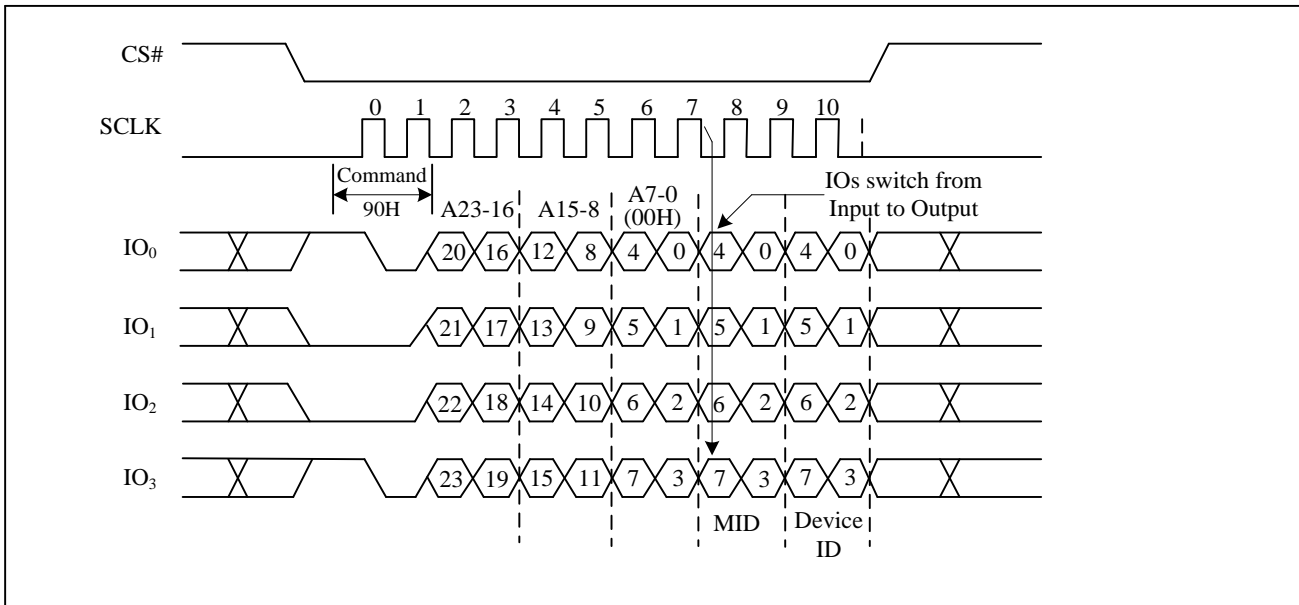 CS#
0 1 2 3 4 5 6 7 8 9 10
SCLK
Command
90H
A23-16 A15-8 A7-0
(00H)
IOs switch from
Input to Output
IO0 20 16 12 8 4 0 4 0 4 0
IO1 21 17 13 9 5 1 5 1 5 1
IO2 22 18 14 10 6 2 6 2 6 2
IO3 23 19 15 11 7 3 7 3 7 3
MID Device
ID